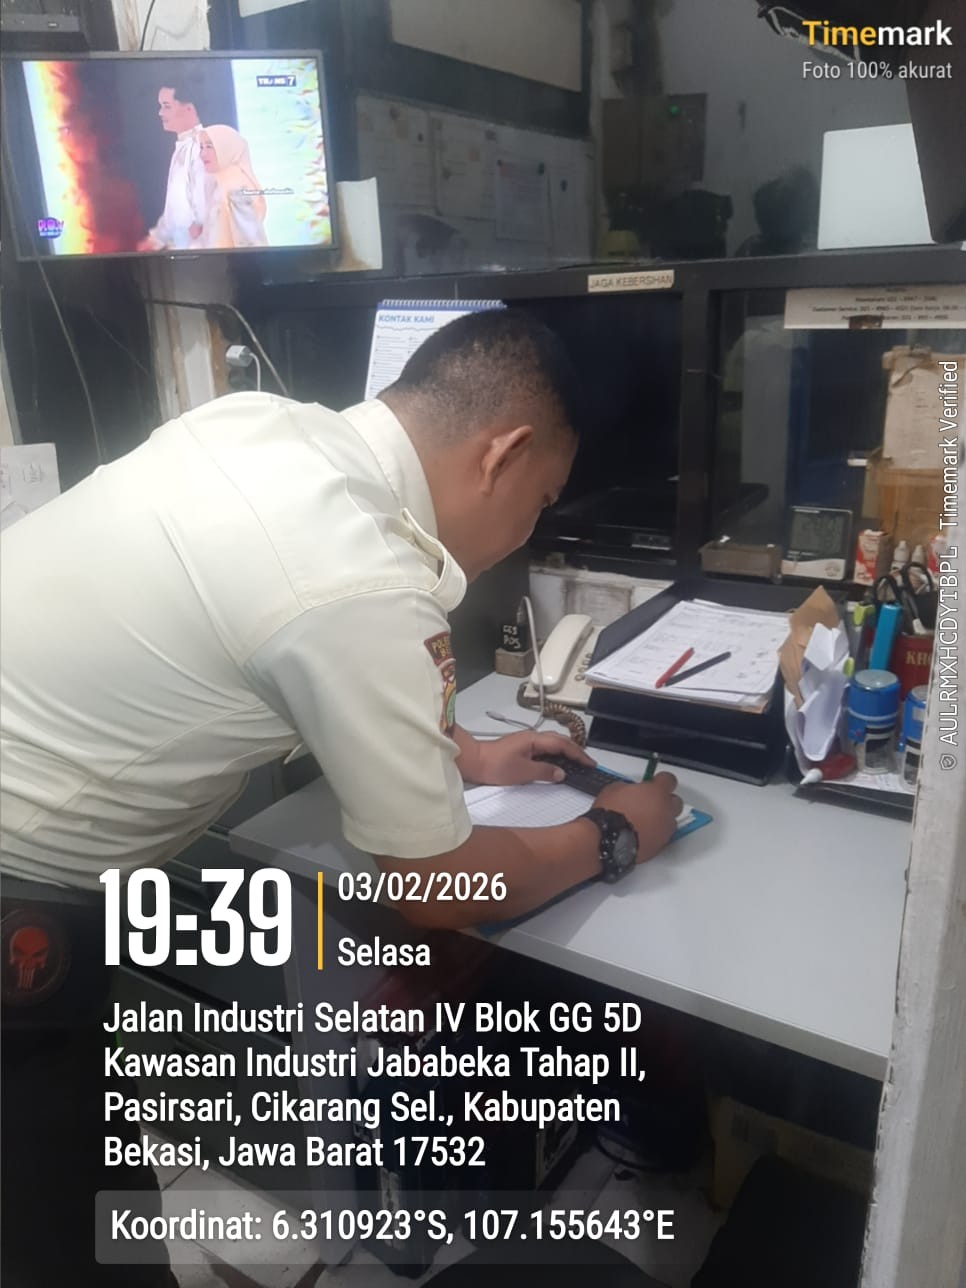 Timemark
Foto 100% akurat
TRANS7
JAGA KEBERSIHAN
KONTAK KAMI
KHO
19:39
03/02/2026
Selasa
Jalan Industri Selatan IV Blok GG 5D
Kawasan Industri Jababeka Tahap II,
Pasirsari, Cikarang Sel., Kabupaten
Bekasi, Jawa Barat 17532
Koordinat: 6.310923°S, 107.155643°E
© AULRMXHCDYTBPL Timemark Verified